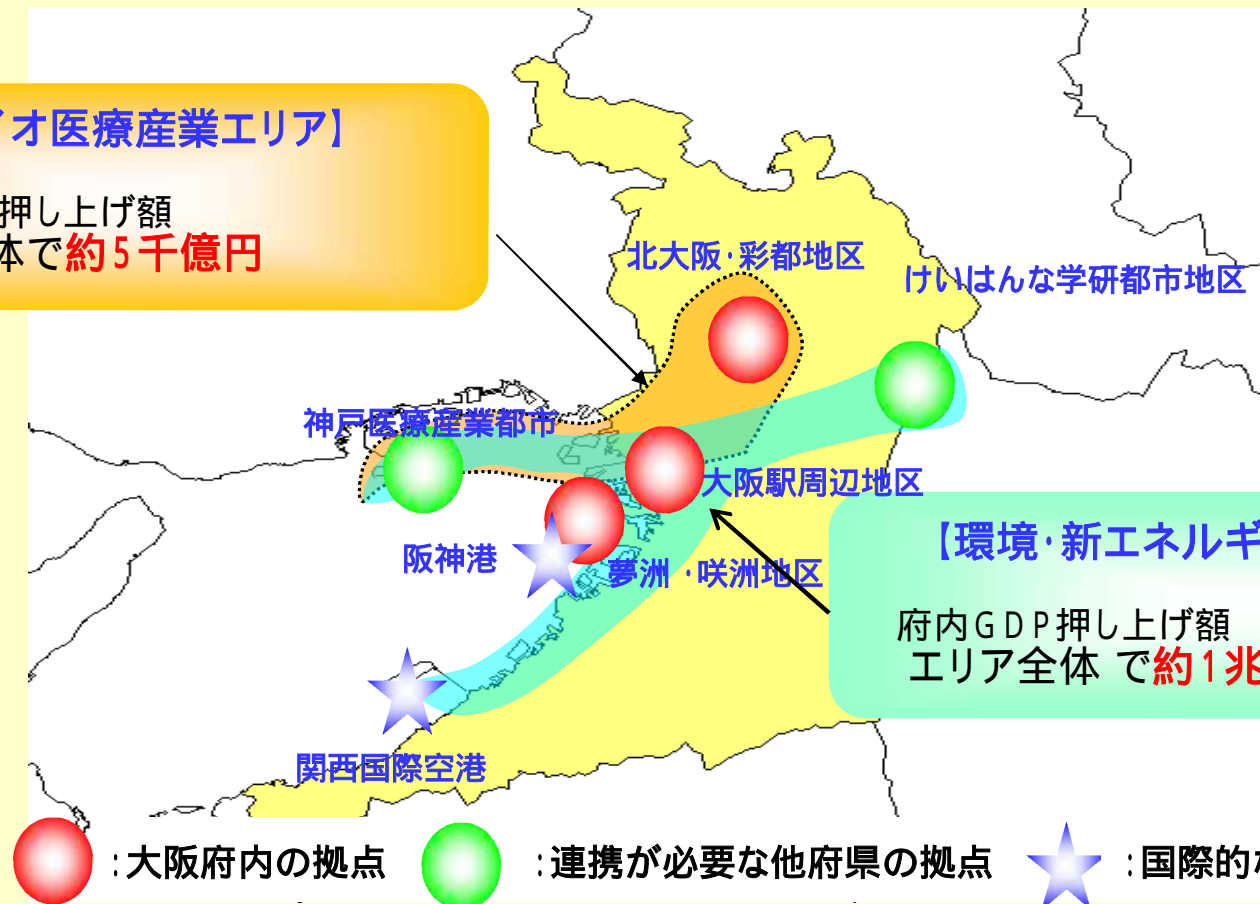 オ医療産業エリア】
押し上げ額
体で約5千億円
北大阪・彩都地区
けいはんな学研都市地区
神戸医療産業都市
大阪駅周辺地区
阪神港
夢洲・咲洲地区
【環境・新エネルギ
府内GDP押し上げ額
エリア全体 で約1兆
関西国際空港
:大阪府内の拠点
:連携が必要な他府県の拠点
:国際的